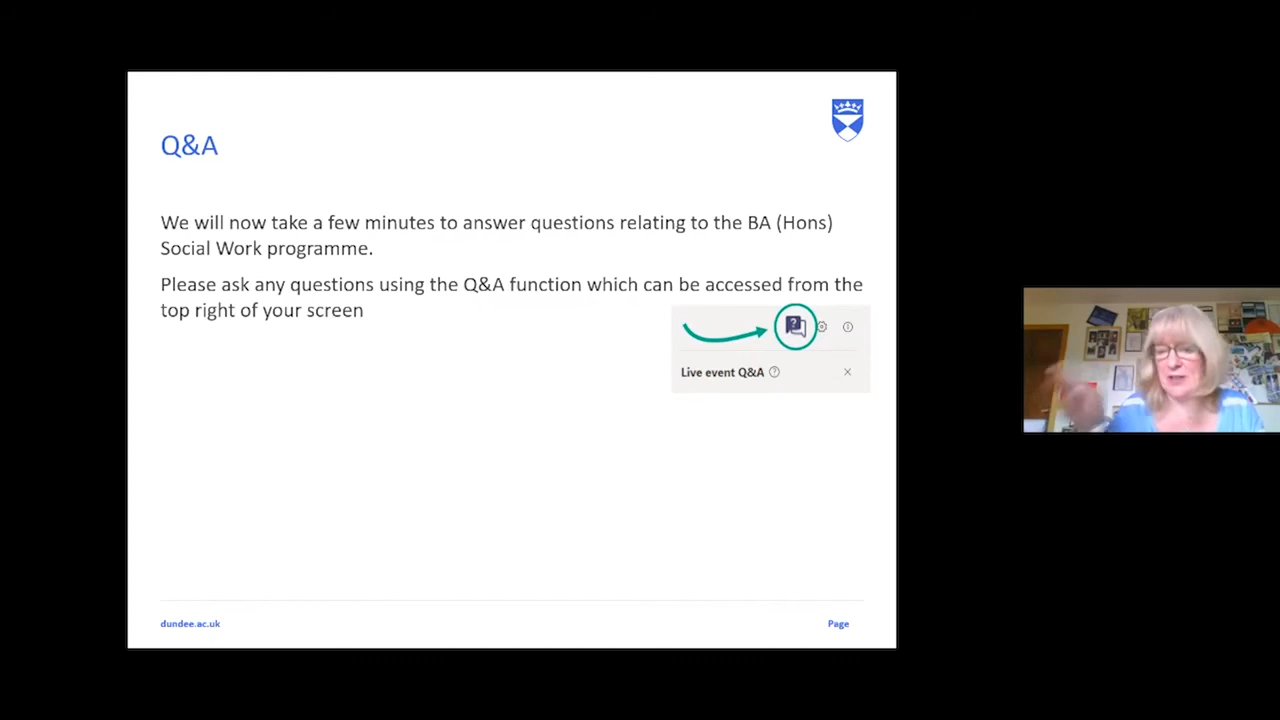 Q&A
We will now take a few minutes to answer questions relating to the BA (Hons)
Social Work programme.
Please ask any questions using the Q&A function which can be accessed from the
top right of your screen
?
Live event Q&A ?
dundee.ac.uk
Page